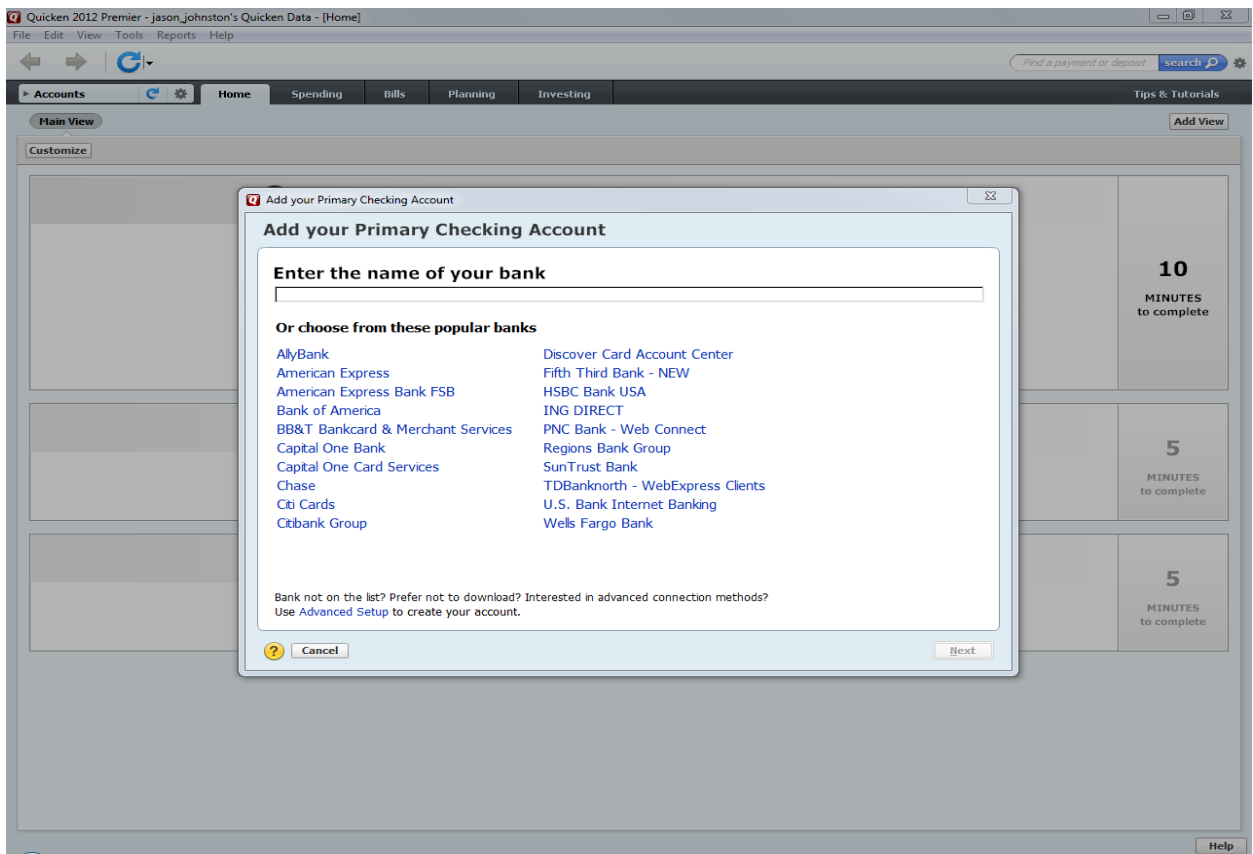 Quicken 2012 Premier - jason_johnston's Quicken Data - [Home]
File Edit View Tools Reports Help
Find a payment or deposit search
Accounts Home Spending Bills Planning Investing Tips & Tutorials
Main View Add View
Customize
Add your Primary Checking Account
Add your Primary Checking Account
Enter the name of your bank
Or choose from these popular banks
AllyBank
American Express
American Express Bank FSB
Bank of America
BB&T Bankcard & Merchant Services
Capital One Bank
Capital One Card Services
Chase
Citi Cards
Citibank Group
Discover Card Account Center
Fifth Third Bank - NEW
HSBC Bank USA
ING DIRECT
PNC Bank - Web Connect
Regions Bank Group
SunTrust Bank
TDBanknorth - WebExpress Clients
U.S. Bank Internet Banking
Wells Fargo Bank
Bank not on the list? Prefer not to download? Interested in advanced connection methods?
Use Advanced Setup to create your account.
? Cancel Next
10
MINUTES
to complete
5
MINUTES
to complete
5
MINUTES
to complete
Help